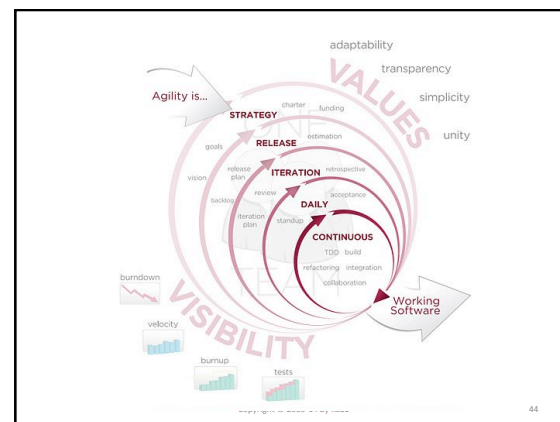 adaptability
transparency
simplicity
unity
VALUES
Agility is...
STRATEGY
charter
funding
ONE
goals
RELEASE
estimation
vision
release
plan
ITERATION
retrospective
backlog
review
acceptance
DAILY
iteration
plan
standup
CONTINUOUS
TDD build
refactoring integration
collaboration
TEAM
Working
Software
burndown
VISIBILITY
velocity
burnup
tests
44